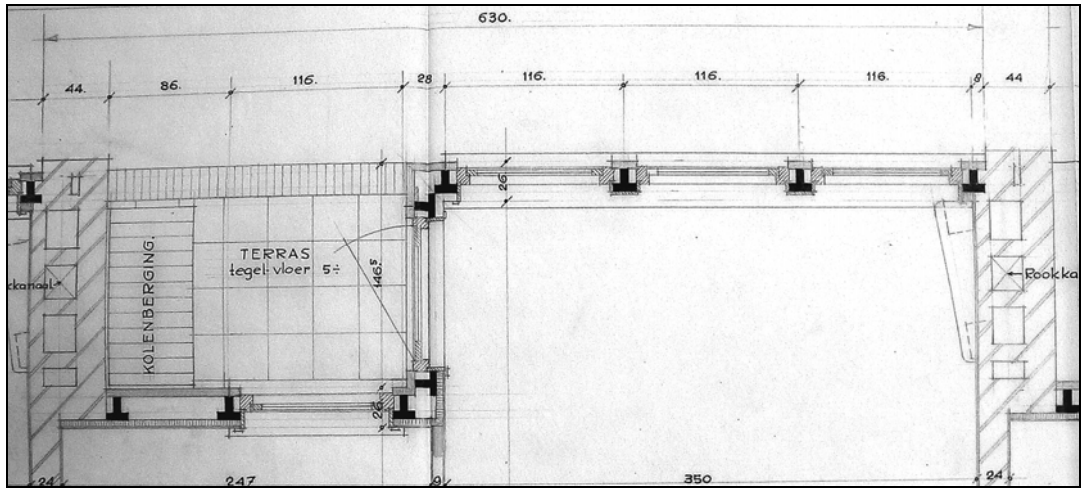 630.
44. 86. 116. 28 116. 116. 116. 8 44
26
KOLENBERGING.
TERRAS
tegel-vloer 5÷
146⁵
Rookka
26⁵
24 247 9 350 24